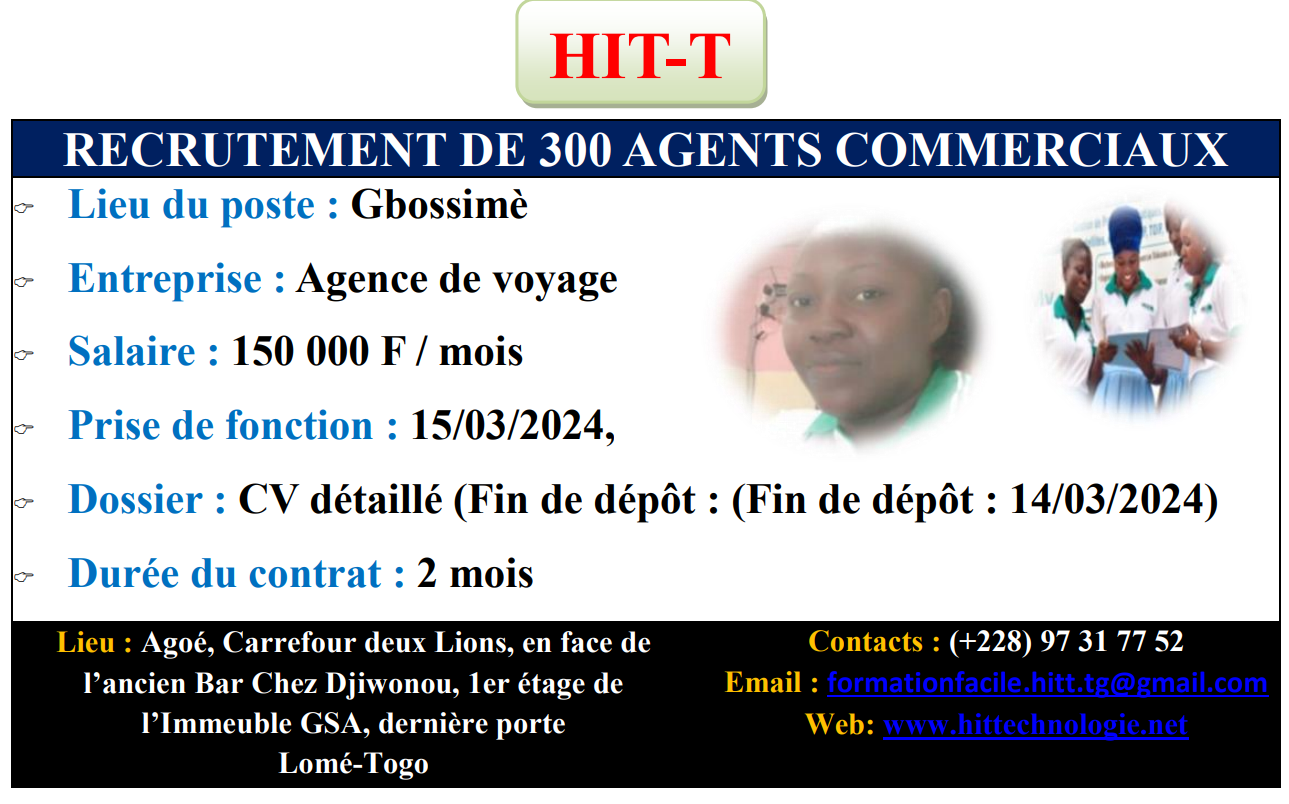 HIT-T
RECRUTEMENT DE 300 AGENTS COMMERCIAUX
Lieu du poste : Gbossimè
Entreprise : Agence de voyage
Salaire : 150 000 F / mois
Prise de fonction : 15/03/2024,
Dossier : CV détaillé (Fin de dépôt : (Fin de dépôt : 14/03/2024)
Durée du contrat : 2 mois
Lieu : Agoé, Carrefour deux Lions, en face de
l’ancien Bar Chez Djiwonou, 1er étage de
l’Immeuble GSA, dernière porte
Lomé-Togo
Contacts : (+228) 97 31 77 52
Email : formationfacile.hitt.tg@gmail.com
Web: www.hittechnologie.net